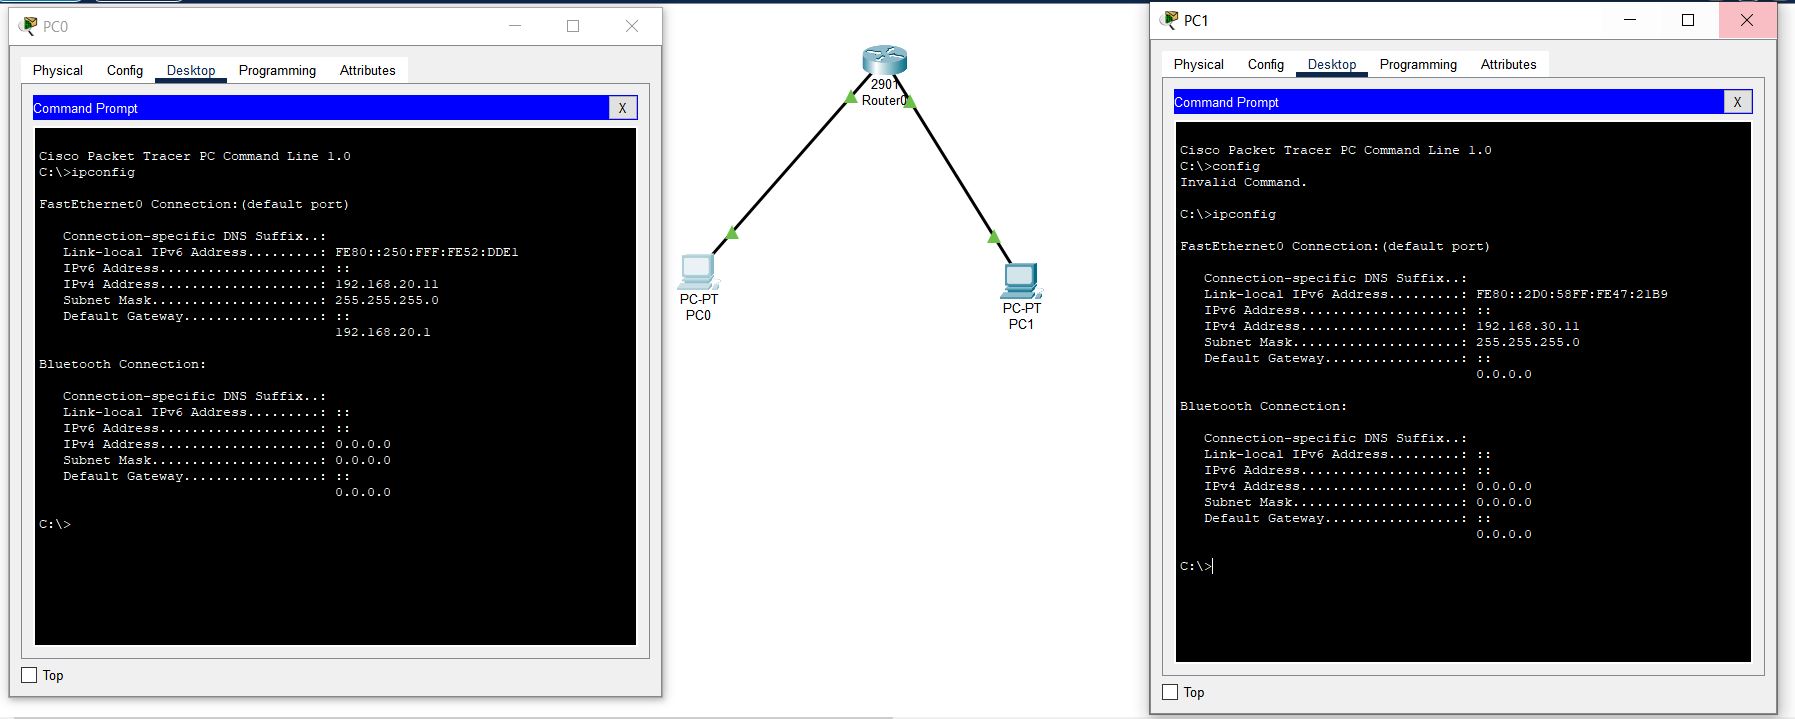 PC0
Physical Config Desktop Programming Attributes
Command Prompt X
Cisco Packet Tracer PC Command Line 1.0
C:\>ipconfig
FastEthernet0 Connection:(default port)
Connection-specific DNS Suffix..:
Link-local IPv6 Address.........: FE80::250:FFF:FE52:DDE1
IPv6 Address....................: ::
IPv4 Address....................: 192.168.20.11
Subnet Mask.....................: 255.255.255.0
Default Gateway.................: ::
192.168.20.1
Bluetooth Connection:
Connection-specific DNS Suffix..:
Link-local IPv6 Address.........: ::
IPv6 Address....................: ::
IPv4 Address....................: 0.0.0.0
Subnet Mask.....................: 0.0.0.0
Default Gateway.................: ::
0.0.0.0
C:\>
Top
2901
Router0
PC-PT
PC0
PC-PT
PC1
PC1
Physical Config Desktop Programming Attributes
Command Prompt X
Cisco Packet Tracer PC Command Line 1.0
C:\>config
Invalid Command.
C:\>ipconfig
FastEthernet0 Connection:(default port)
Connection-specific DNS Suffix..:
Link-local IPv6 Address.........: FE80::2D0:58FF:FE47:21B9
IPv6 Address....................: ::
IPv4 Address....................: 192.168.30.11
Subnet Mask.....................: 255.255.255.0
Default Gateway.................: ::
0.0.0.0
Bluetooth Connection:
Connection-specific DNS Suffix..:
Link-local IPv6 Address.........: ::
IPv6 Address....................: ::
IPv4 Address....................: 0.0.0.0
Subnet Mask.....................: 0.0.0.0
Default Gateway.................: ::
0.0.0.0
C:\>
Top